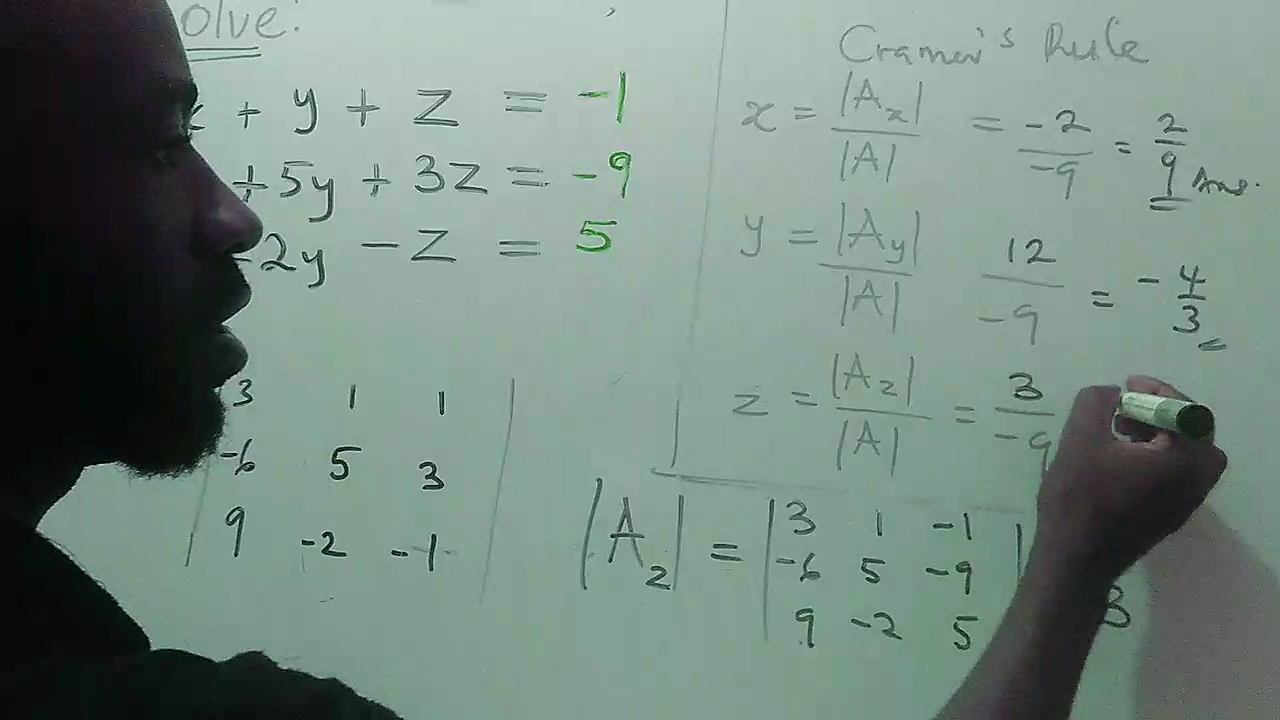 olve:
+ y + z = -1
+ 5y + 3z = -9
-2y - z = 5
3 1 1
-6 5 3
9 -2 -1
Cramer's Rule
x = |Ax| / |A| = -2 / -9 = 2 / 9 Ans.
y = |Ay| / |A| 12 / -9 = - 4 / 3
z = |Az| / |A| = 3 / -9
|Az| = | 3 1 -1 |
-6 5 -9
9 -2 5 3